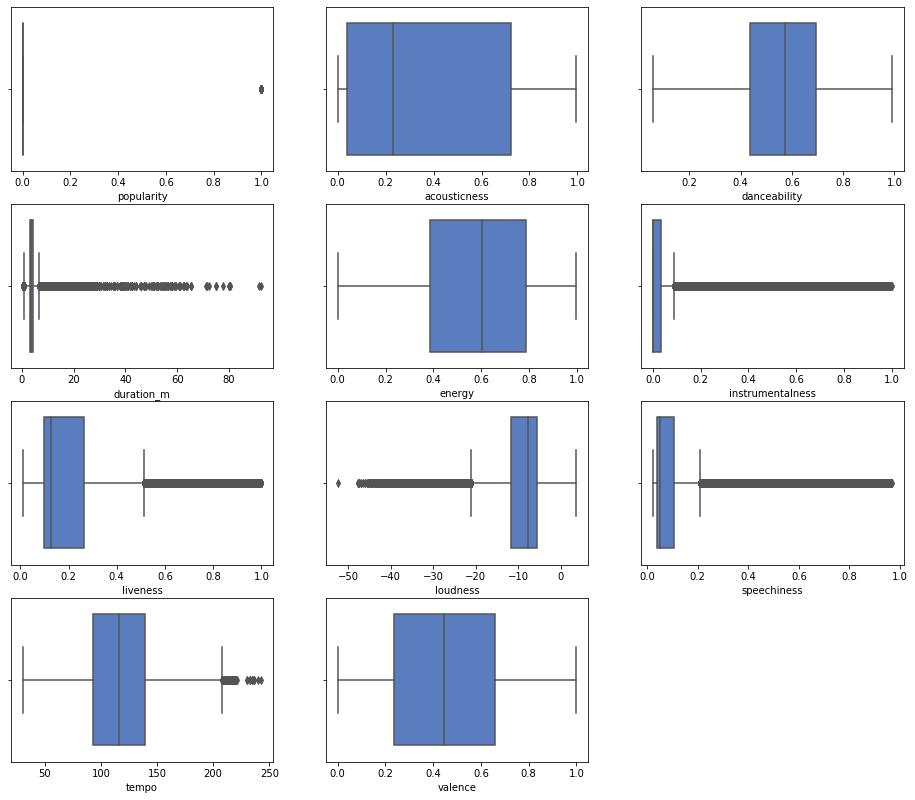 0.0 0.2 0.4 0.6 0.8 1.0
popularity
0.0 0.2 0.4 0.6 0.8 1.0
acousticness
0.2 0.4 0.6 0.8 1.0
danceability
0 20 40 60 80
duration_m
0.0 0.2 0.4 0.6 0.8 1.0
energy
0.0 0.2 0.4 0.6 0.8 1.0
instrumentalness
0.0 0.2 0.4 0.6 0.8 1.0
liveness
−50 −40 −30 −20 −10 0
loudness
0.0 0.2 0.4 0.6 0.8 1.0
speechiness
50 100 150 200 250
tempo
0.0 0.2 0.4 0.6 0.8 1.0
valence